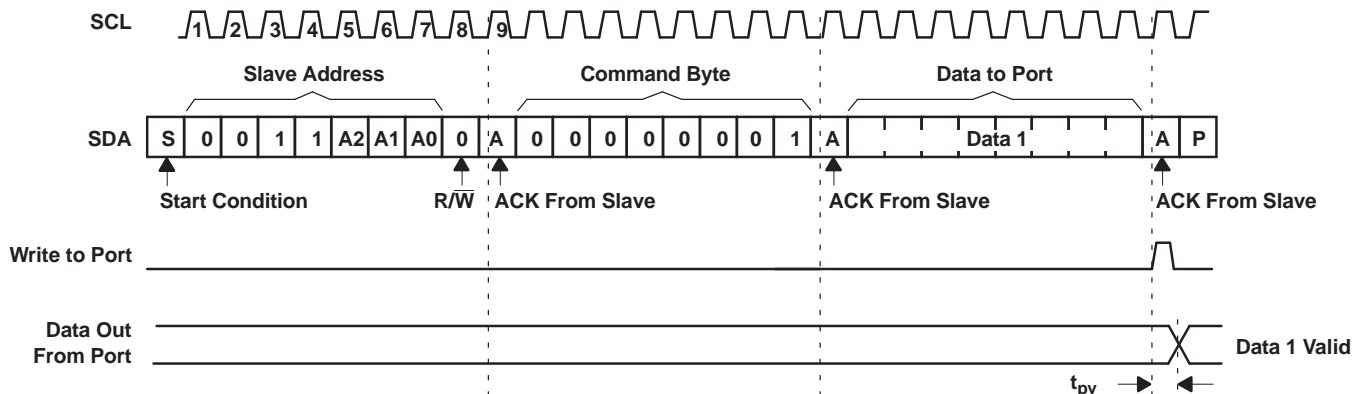 SCL
1 2 3 4 5 6 7 8 9
Slave Address
Command Byte
Data to Port
SDA
S 0 0 1 1 A2 A1 A0 0 A 0 0 0 0 0 0 0 1 A Data 1 A P
Start Condition
R/W̅
ACK From Slave
ACK From Slave
ACK From Slave
Write to Port
Data Out
From Port
Data 1 Valid
tpv